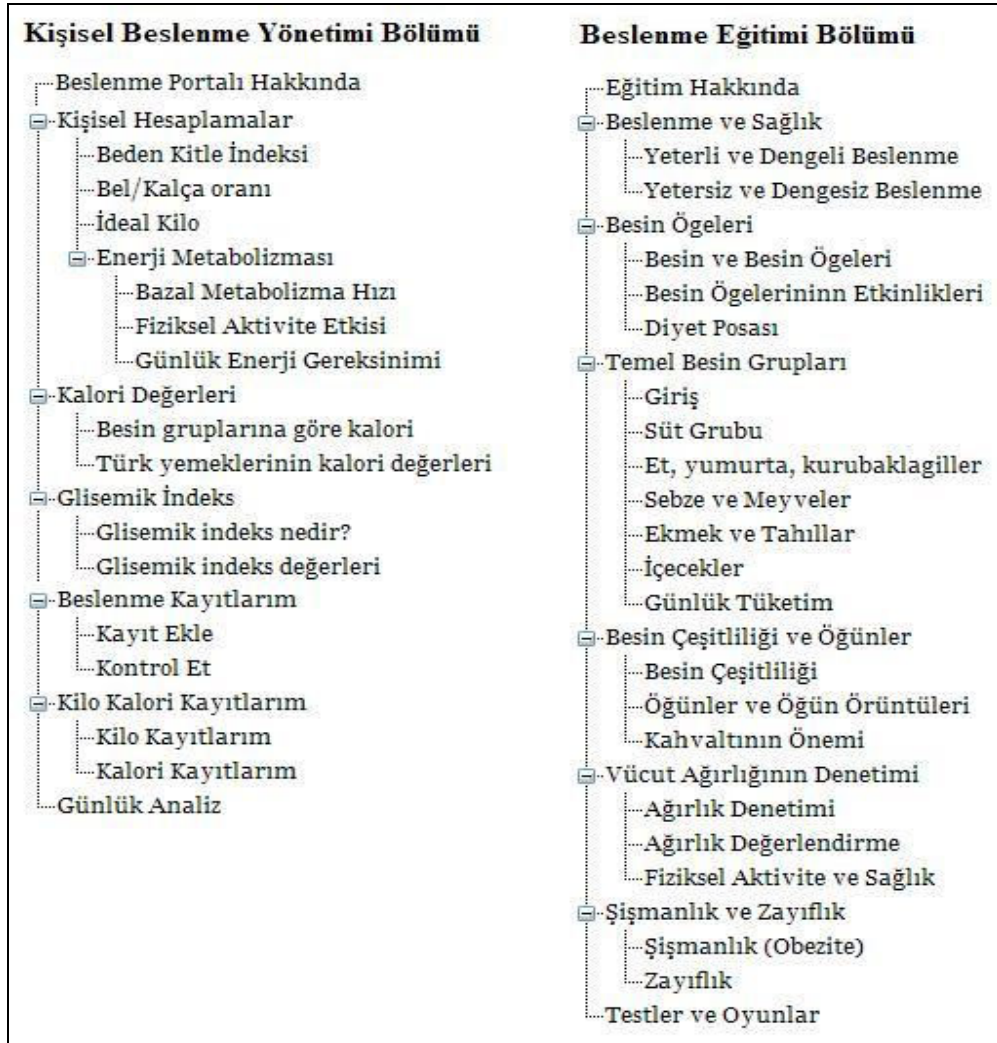 Kişisel Beslenme Yönetimi Bölümü
Beslenme Portalı Hakkında
Kişisel Hesaplamalar
Beden Kitle İndeksi
Bel/Kalça oranı
İdeal Kilo
Enerji Metabolizması
Bazal Metabolizma Hızı
Fiziksel Aktivite Etkisi
Günlük Enerji Gereksinimi
Kalori Değerleri
Besin gruplarına göre kalori
Türk yemeklerinin kalori değerleri
Glisemik İndeks
Glisemik indeks nedir?
Glisemik indeks değerleri
Beslenme Kayıtlarım
Kayıt Ekle
Kontrol Et
Kilo Kalori Kayıtlarım
Kilo Kayıtlarım
Kalori Kayıtlarım
Günlük Analiz
Beslenme Eğitimi Bölümü
Eğitim Hakkında
Beslenme ve Sağlık
Yeterli ve Dengeli Beslenme
Yetersiz ve Dengesiz Beslenme
Besin Ögeleri
Besin ve Besin Ögeleri
Besin Ögelerininn Etkinlikleri
Diyet Posası
Temel Besin Grupları
Giriş
Süt Grubu
Et, yumurta, kurubaklagiller
Sebze ve Meyveler
Ekmek ve Tahıllar
İçecekler
Günlük Tüketim
Besin Çeşitliliği ve Öğünler
Besin Çeşitliliği
Öğünler ve Öğün Örüntüleri
Kahvaltının Önemi
Vücut Ağırlığının Denetimi
Ağırlık Denetimi
Ağırlık Değerlendirme
Fiziksel Aktivite ve Sağlık
Şişmanlık ve Zayıflık
Şişmanlık (Obezite)
Zayıflık
Testler ve Oyunlar